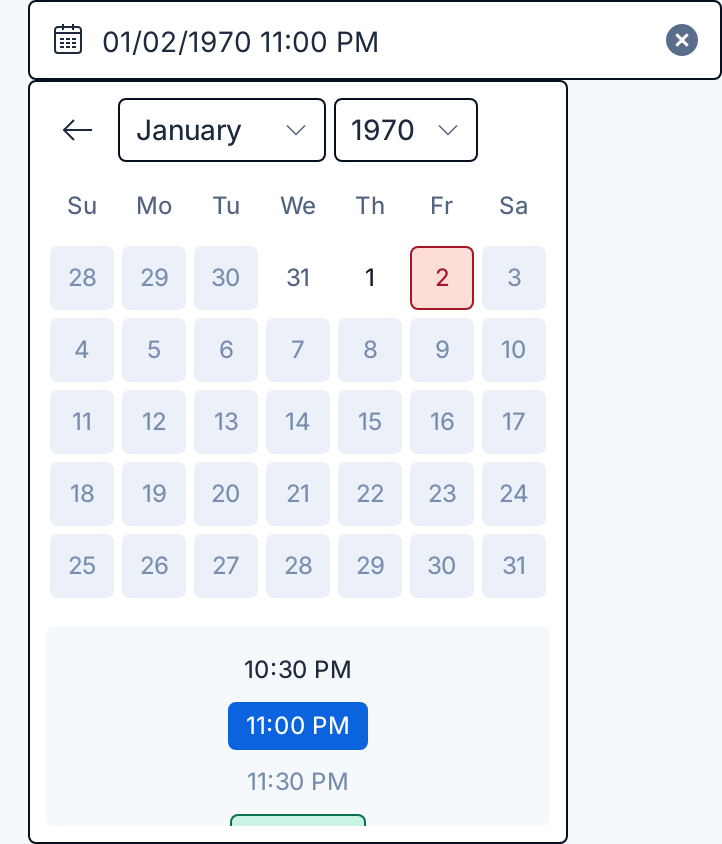 01/02/1970 11:00 PM
January 1970
Su Mo Tu We Th Fr Sa
28 29 30 31 1 2 3
4 5 6 7 8 9 10
11 12 13 14 15 16 17
18 19 20 21 22 23 24
25 26 27 28 29 30 31
10:30 PM
11:00 PM
11:30 PM